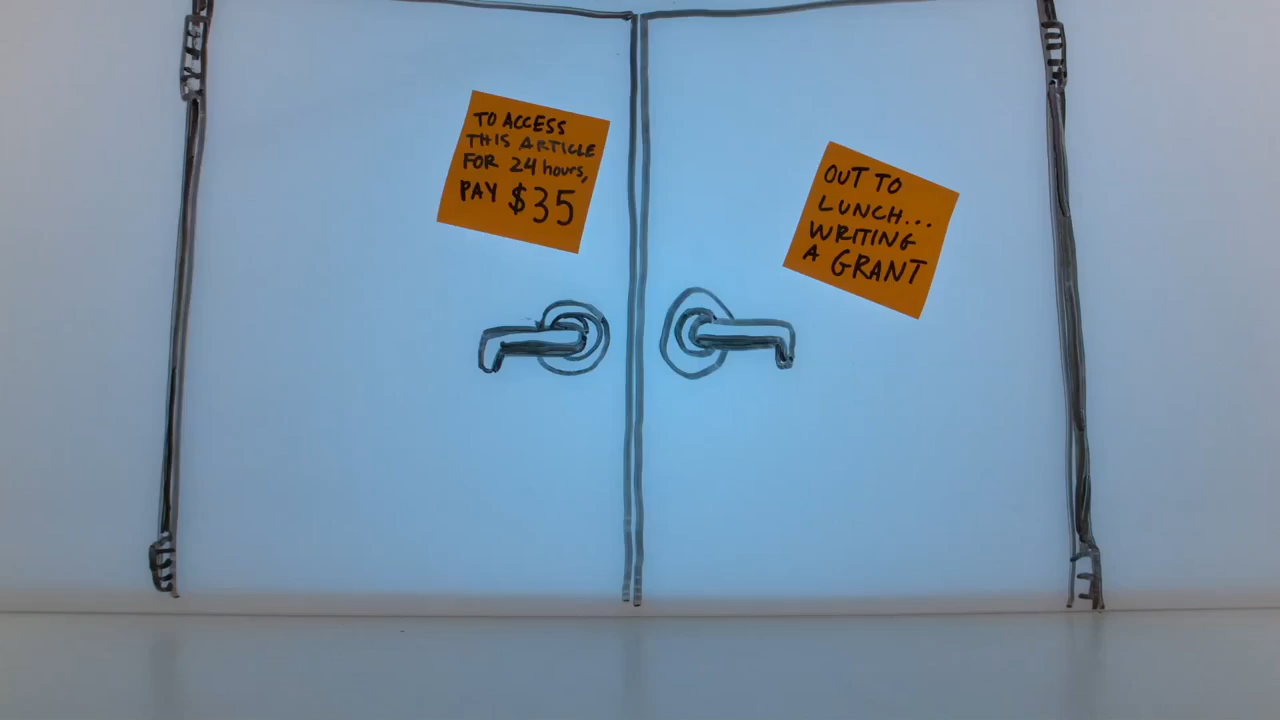 TO ACCESS
THIS ARTICLE
FOR 24 hours,
PAY $35
OUT TO
LUNCH...
WRITING
A GRANT